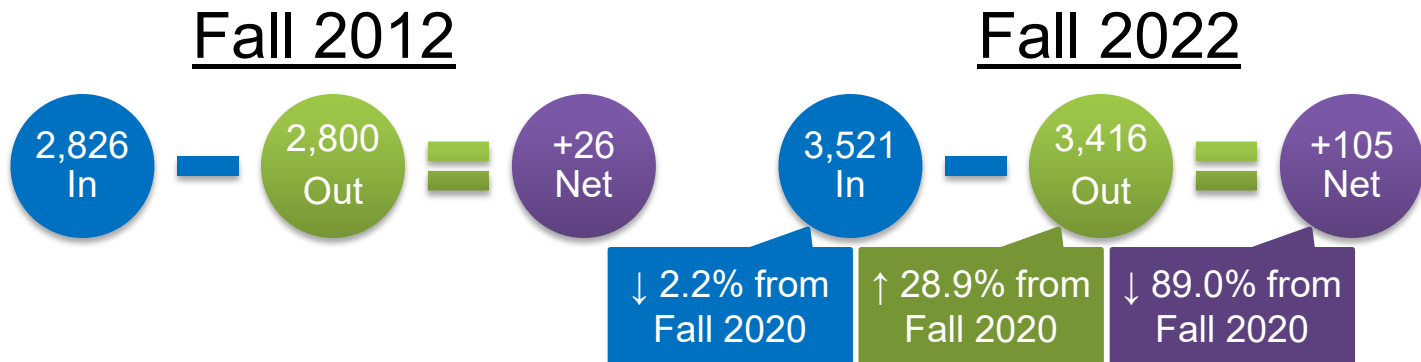 Fall 2012
2,826
In
2,800
Out
+26
Net
Fall 2022
3,521
In
3,416
Out
+105
Net
↓ 2.2% from
Fall 2020
↑ 28.9% from
Fall 2020
↓ 89.0% from
Fall 2020